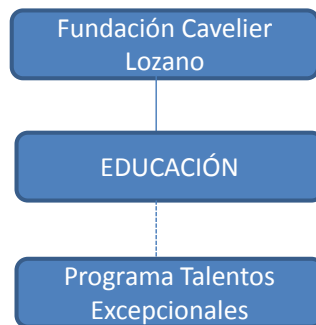 Fundación Cavelier
Lozano
EDUCACIÓN
Programa Talentos
Excepcionales